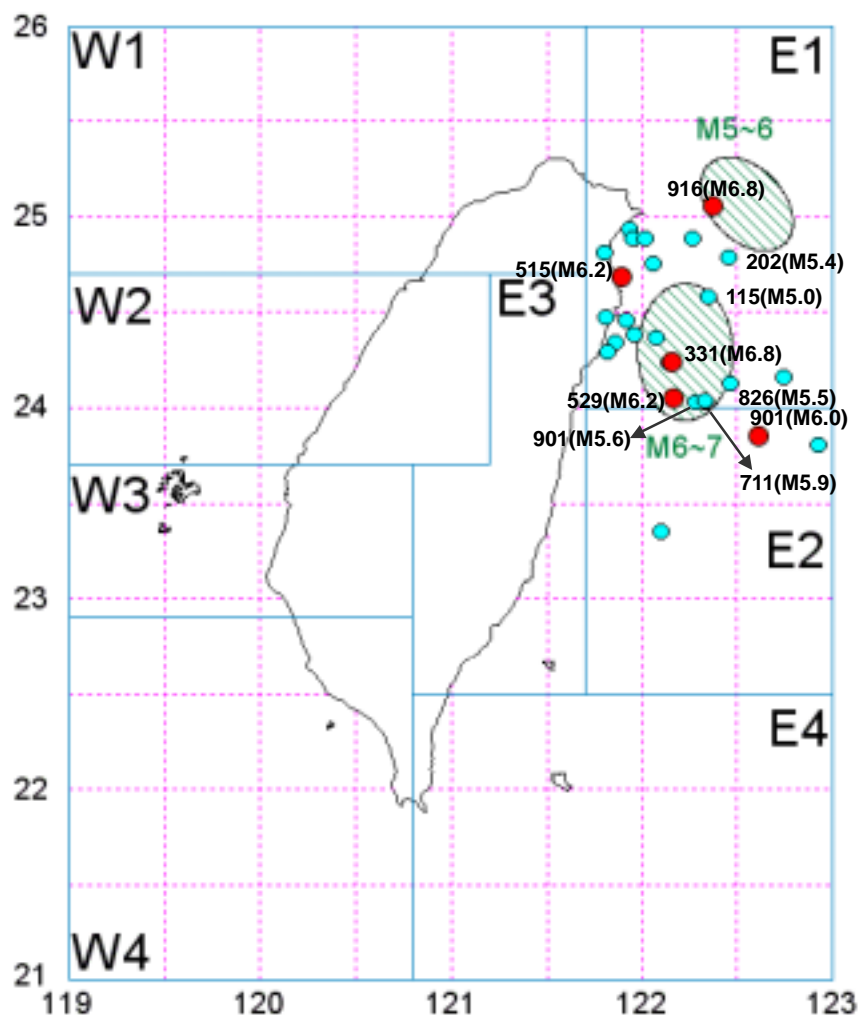 26
W1
E1
M5~6
916(M6.8)
25
202(M5.4)
515(M6.2)
W2
E3
115(M5.0)
331(M6.8)
24
529(M6.2)
826(M5.5)
901(M6.0)
901(M5.6)
M6~7
711(M5.9)
W3
E2
23
E4
22
W4
21
119
120
121
122
123